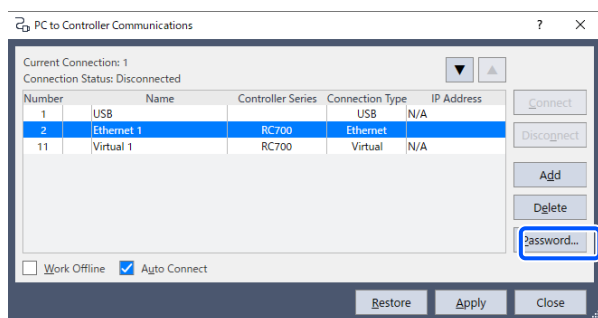 PC to Controller Communications ? ×
Current Connection: 1
Connection Status: Disconnected
Number Name Controller Series Connection Type IP Address
1 USB USB N/A
2 Ethernet 1 RC700 Ethernet
11 Virtual 1 RC700 Virtual N/A
Connect
Disconnect
Add
Delete
Password...
Work Offline Auto Connect
Restore Apply Close